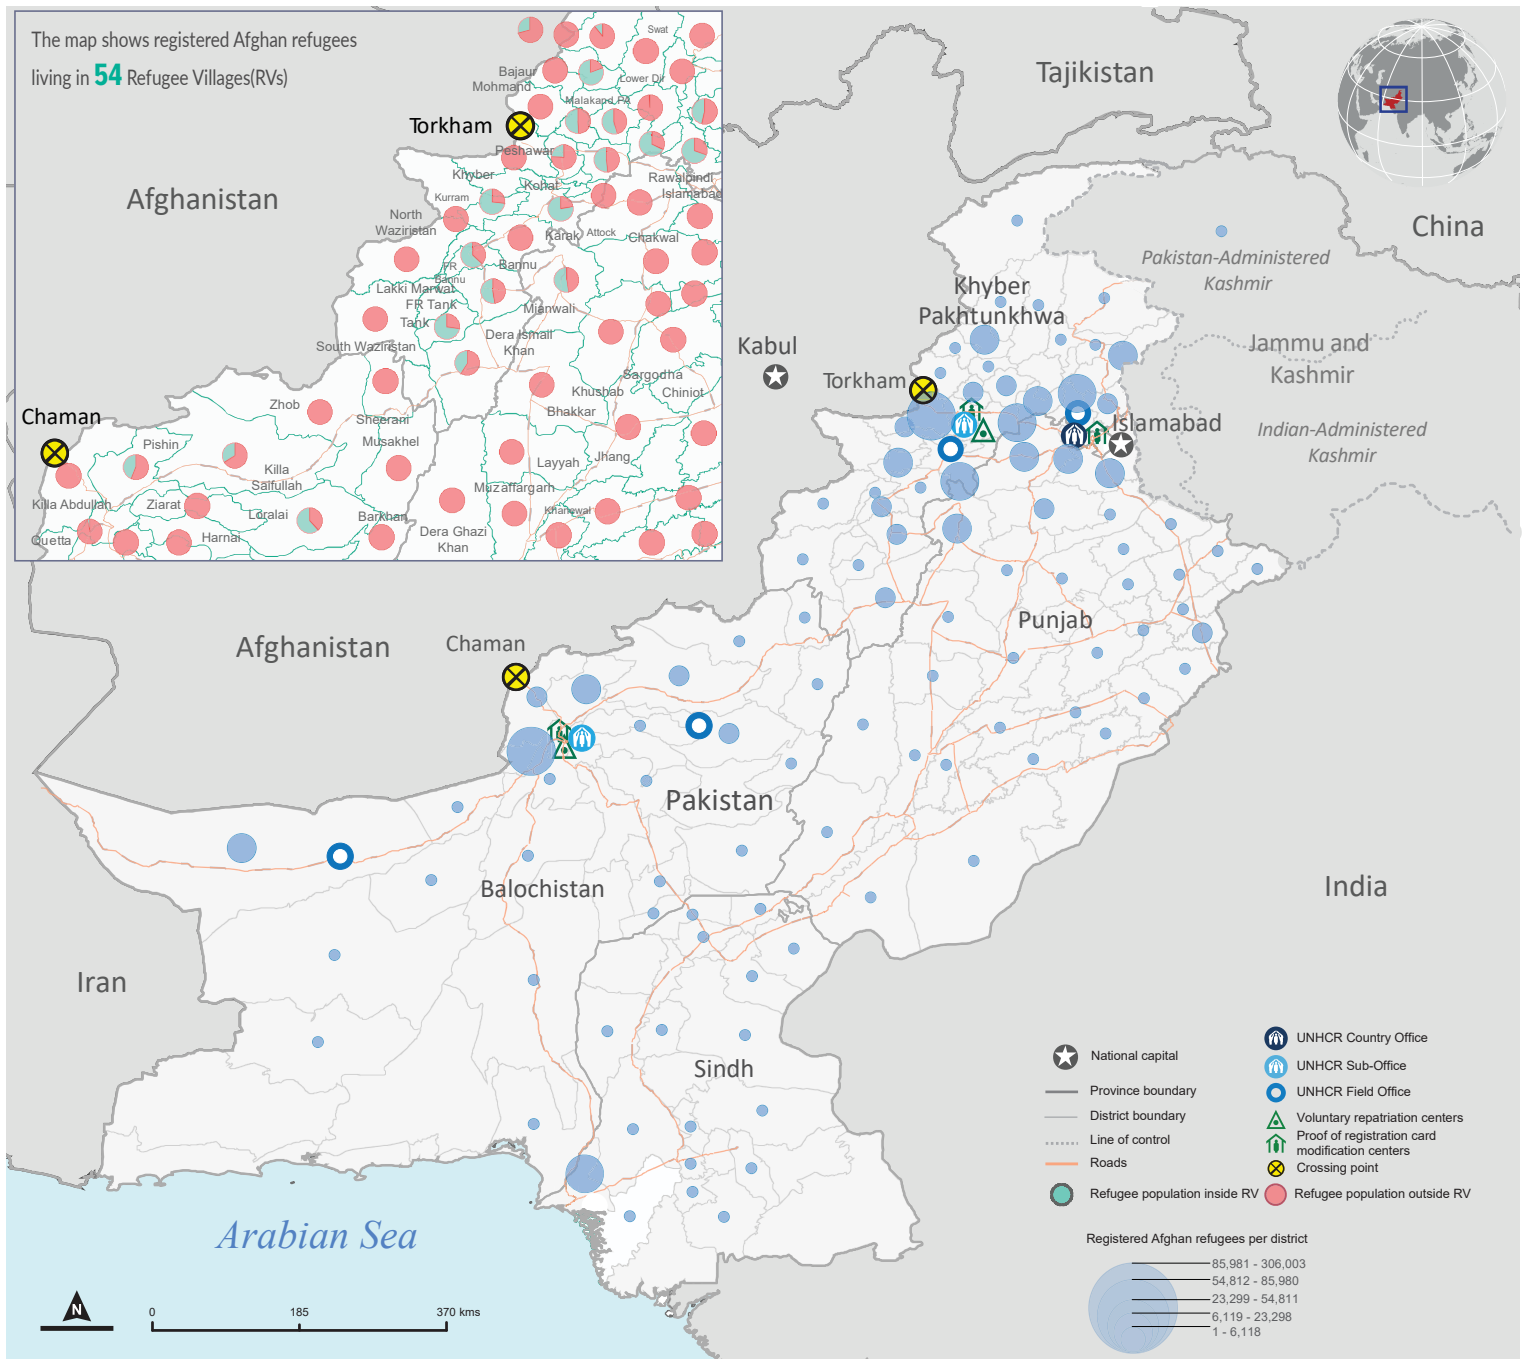 The map shows registered Afghan refugees
living in 54 Refugee Villages(RVs)
Swat
Bajaur
Mohmand
Lower Dir
Malakand PA
Torkham
Peshawar
Khyber
Kohat
Rawalpindi
Islamabad
Kurram
North
Waziristan
Karak
Attock
Chakwal
FR
Bannu
Bannu
Lakki Marwat
FR Tank
Tank
Mianwali
Dera Ismail
Khan
South Waziristan
Sargodha
Khushab
Chiniot
Bhakkar
Zhob
Sheerani
Musakhel
Chaman
Pishin
Killa
Saifullah
Layyah
Jhang
Muzaffargarh
Killa Abdullah
Ziarat
Loralai
Barkhan
Khanewal
Quetta
Harnai
Dera Ghazi
Khan
Afghanistan
Tajikistan
China
Pakistan-Administered
Kashmir
Khyber
Pakhtunkhwa
Kabul
Torkham
Jammu and
Kashmir
Islamabad
Indian-Administered
Kashmir
Afghanistan
Chaman
Punjab
Pakistan
Balochistan
India
Iran
Sindh
Arabian Sea
National capital
Province boundary
District boundary
Line of control
Roads
Refugee population inside RV
UNHCR Country Office
UNHCR Sub-Office
UNHCR Field Office
Voluntary repatriation centers
Proof of registration card
modification centers
Crossing point
Refugee population outside RV
Registered Afghan refugees per district
85,981 - 306,003
54,812 - 85,980
23,299 - 54,811
6,119 - 23,298
1 - 6,118
N
0 185 370 kms